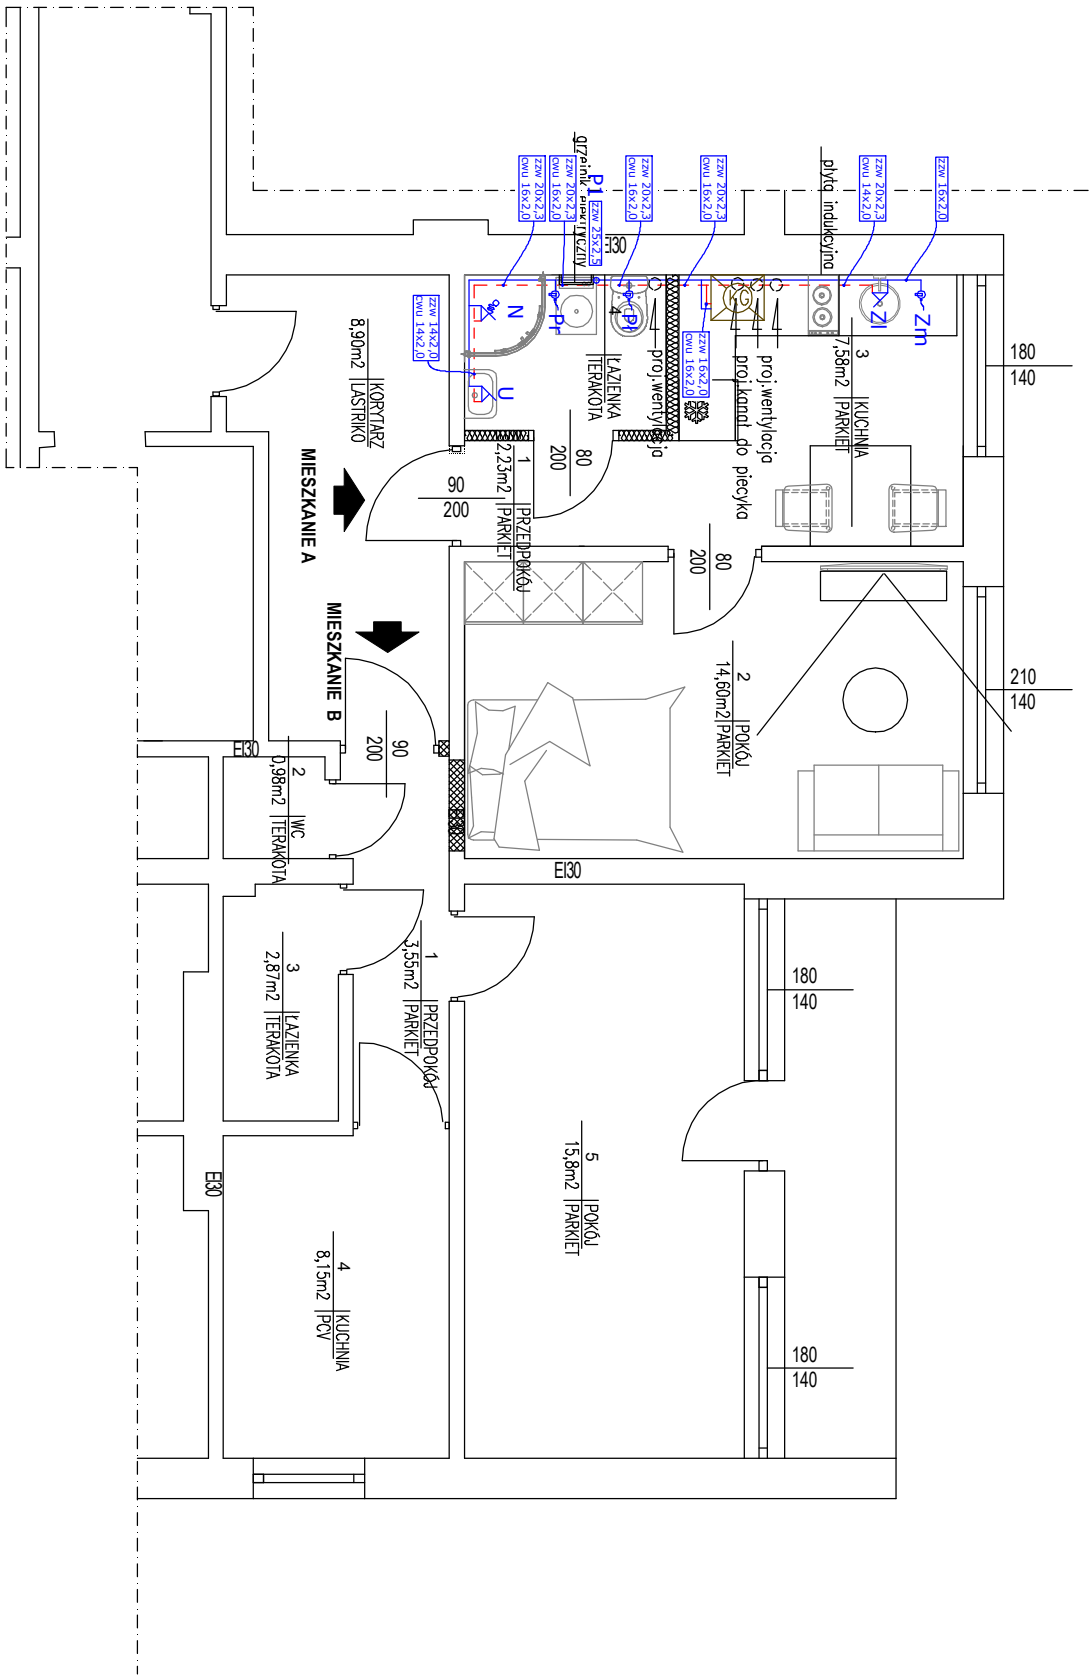 zzw 20x2,3
cwu 16x2,0
zzw 20x2,3
cwu 16x2,0
grzejnik elektryczny
P1
zzw 25x2,5
zzw 20x2,3
cwu 16x2,0
EI30
zzw 20x2,3
cwu 16x2,0
płyta indukcyjna
zzw 20x2,3
cwu 14x2,0
zzw 16x2,0
N
Pr
Pł
KG
Zl
Zm
U
zzw 14x2,0
cwu 14x2,0
zzw 16x2,0
cwu 16x2,0
proj.wentylacja
proj.kanał do piecyka
proj.wentylacja
4
ŁAZIENKA
TERAKOTA
3
7,58m2
KUCHNIA
PARKIET
180
140
KORYTARZ
8,90m2
LASTRIKO
MIESZKANIE A
90
200
1
2,23m2
PRZEDPOKÓJ
PARKIET
80
200
80
200
2
14,60m2
POKÓJ
PARKIET
210
140
MIESZKANIE B
90
200
EI30
2
0,98m2
WC
TERAKOTA
EI30
3
2,87m2
ŁAZIENKA
TERAKOTA
1
3,55m2
PRZEDPOKÓJ
PARKIET
180
140
EI30
5
15,8m2
POKÓJ
PARKIET
4
8,15m2
KUCHNIA
PCV
180
140